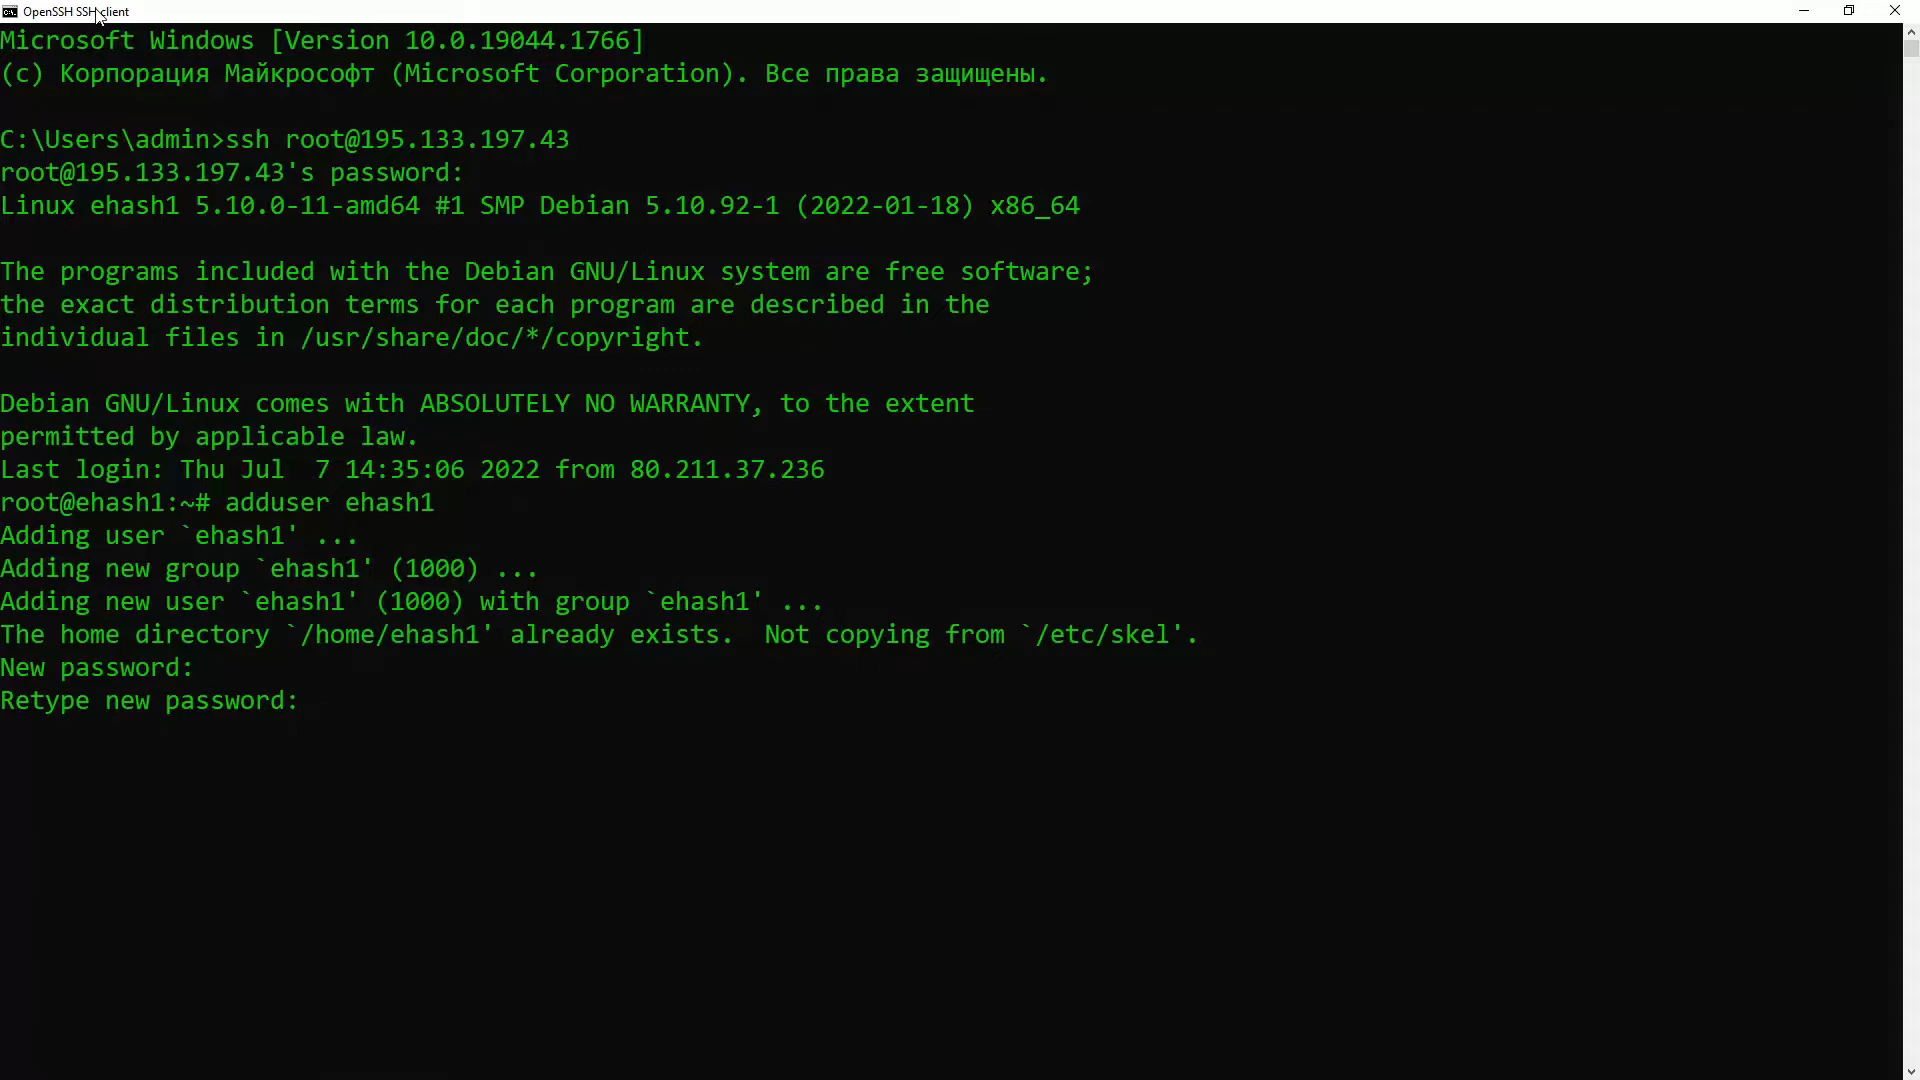 OpenSSH SSH client
Microsoft Windows [Version 10.0.19044.1766]
(c) Корпорация Майкрософт (Microsoft Corporation). Все права защищены.
C:\Users\admin>ssh root@195.133.197.43
root@195.133.197.43's password:
Linux ehash1 5.10.0-11-amd64 #1 SMP Debian 5.10.92-1 (2022-01-18) x86_64
The programs included with the Debian GNU/Linux system are free software;
the exact distribution terms for each program are described in the
individual files in /usr/share/doc/*/copyright.
Debian GNU/Linux comes with ABSOLUTELY NO WARRANTY, to the extent
permitted by applicable law.
Last login: Thu Jul  7 14:35:06 2022 from 80.211.37.236
root@ehash1:~# adduser ehash1
Adding user `ehash1' ...
Adding new group `ehash1' (1000) ...
Adding new user `ehash1' (1000) with group `ehash1' ...
The home directory `/home/ehash1' already exists.  Not copying from `/etc/skel'.
New password:
Retype new password: